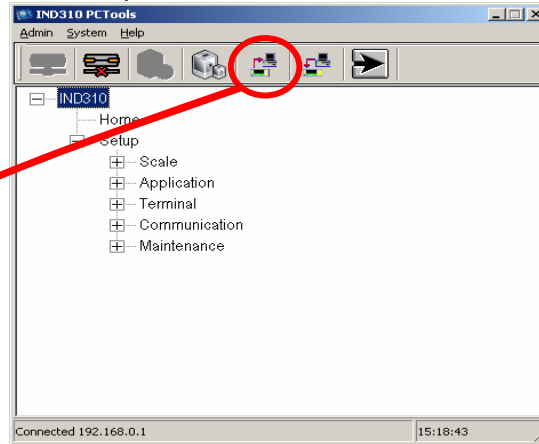 IND310 PCTools
Admin System Help
IND310
Home
Setup
Scale
Application
Terminal
Communication
Maintenance
Connected 192.168.0.1 15:18:43